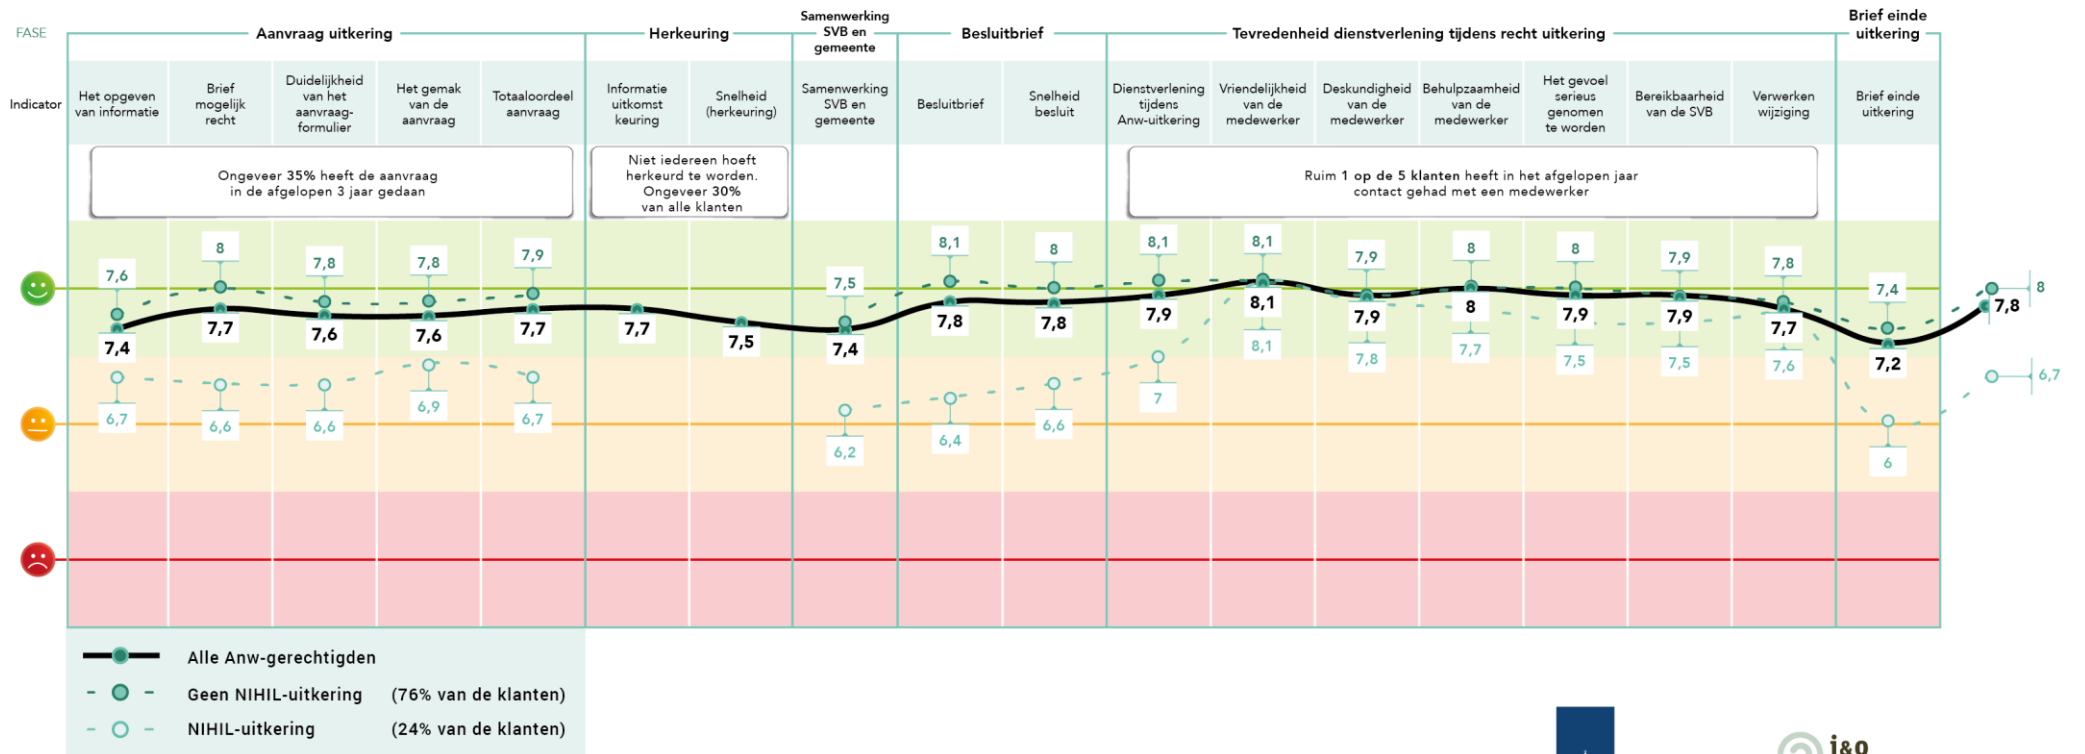 FASE
Aanvraag uitkering
Herkeuring
Samenwerking
SVB en
gemeente
Besluitbrief
Tevredenheid dienstverlening tijdens recht uitkering
Brief einde
uitkering
Indicator
Het opgeven
van informatie
Brief
mogelijk
recht
Duidelijkheid
van het
aanvraag-
formulier
Het gemak
van de
aanvraag
Totaaloordeel
aanvraag
Informatie
uitkomst
keuring
Snelheid
(herkeuring)
Samenwerking
SVB en
gemeente
Besluitbrief
Snelheid
besluit
Dienstverlening
tijdens
Anw-uitkering
Vriendelijkheid
van de
medewerker
Deskundigheid
van de
medewerker
Behulpzaamheid
van de
medewerker
Het gevoel
serieus
genomen
te worden
Bereikbaarheid
van de SVB
Verwerken
wijziging
Brief einde
uitkering
Ongeveer 35% heeft de aanvraag
in de afgelopen 3 jaar gedaan
Niet iedereen hoeft
herkeurd te worden.
Ongeveer 30%
van alle klanten
Ruim 1 op de 5 klanten heeft in het afgelopen jaar
contact gehad met een medewerker
7,6
8
7,8
7,8
7,9
7,5
8,1
8
8,1
8,1
7,9
8
8
7,9
7,8
7,4
8
7,4
7,7
7,6
7,6
7,7
7,7
7,5
7,4
7,8
7,8
7,9
8,1
7,9
8
7,9
7,9
7,7
7,2
7,8
6,7
6,6
6,6
6,9
6,7
6,2
6,4
6,6
7
8,1
7,8
7,7
7,5
7,5
7,6
6
6,7
Alle Anw-gerechtigden
Geen NIHIL-uitkering (76% van de klanten)
NIHIL-uitkering (24% van de klanten)
i&o